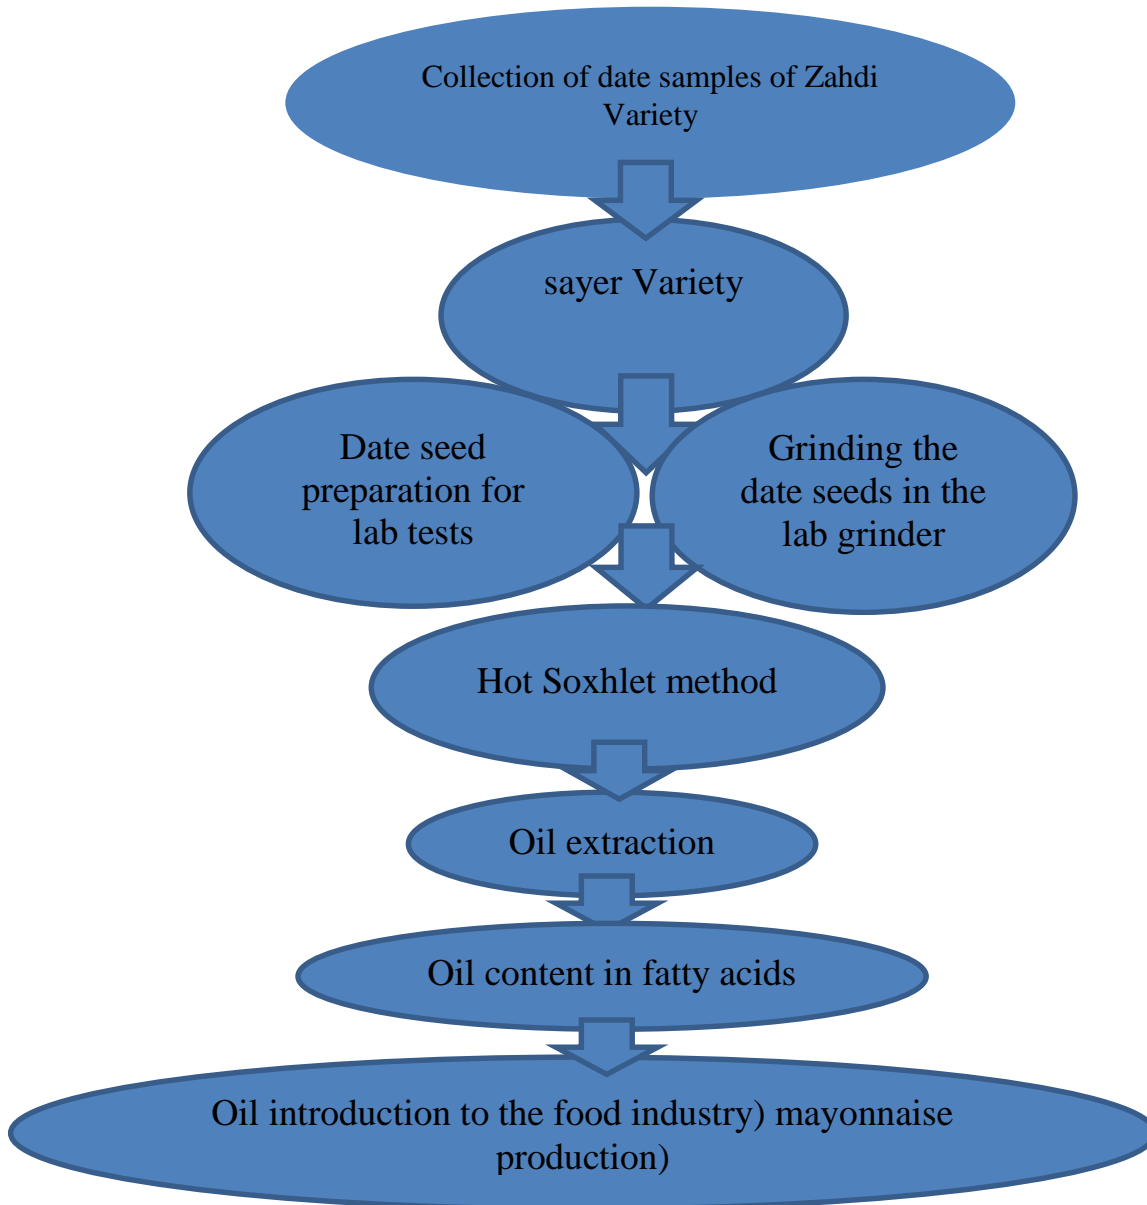 Collection of date samples of Zahdi
Variety
sayer Variety
Date seed
preparation for
lab tests
Grinding the
date seeds in the
lab grinder
Hot Soxhlet method
Oil extraction
Oil content in fatty acids
Oil introduction to the food industry) mayonnaise
production)